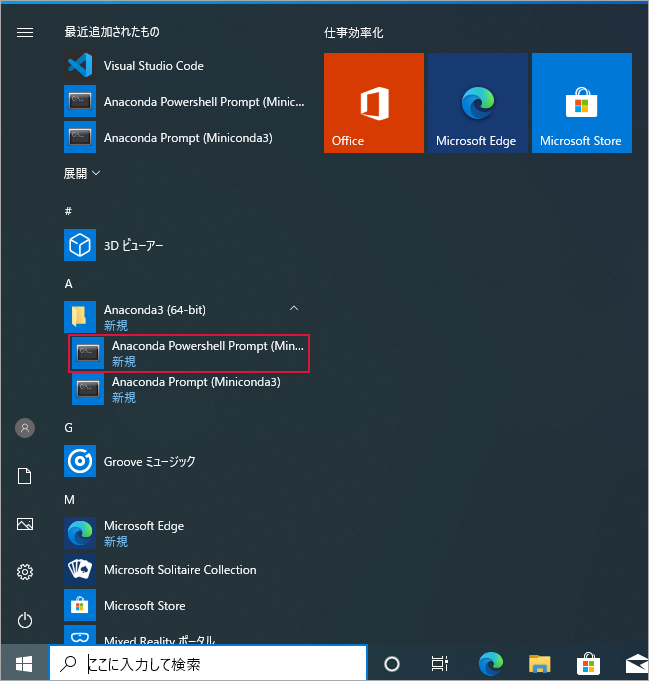 最近追加されたもの
Visual Studio Code
Anaconda Powershell Prompt (Minic...
Anaconda Prompt (Miniconda3)
展開
#
3D ビューアー
A
Anaconda3 (64-bit)
新規
Anaconda Powershell Prompt (Min...
新規
Anaconda Prompt (Miniconda3)
新規
G
Groove ミュージック
M
Microsoft Edge
新規
Microsoft Solitaire Collection
Microsoft Store
Mixed Reality ポータル
仕事効率化
Office
Microsoft Edge
Microsoft Store
ここに入力して検索